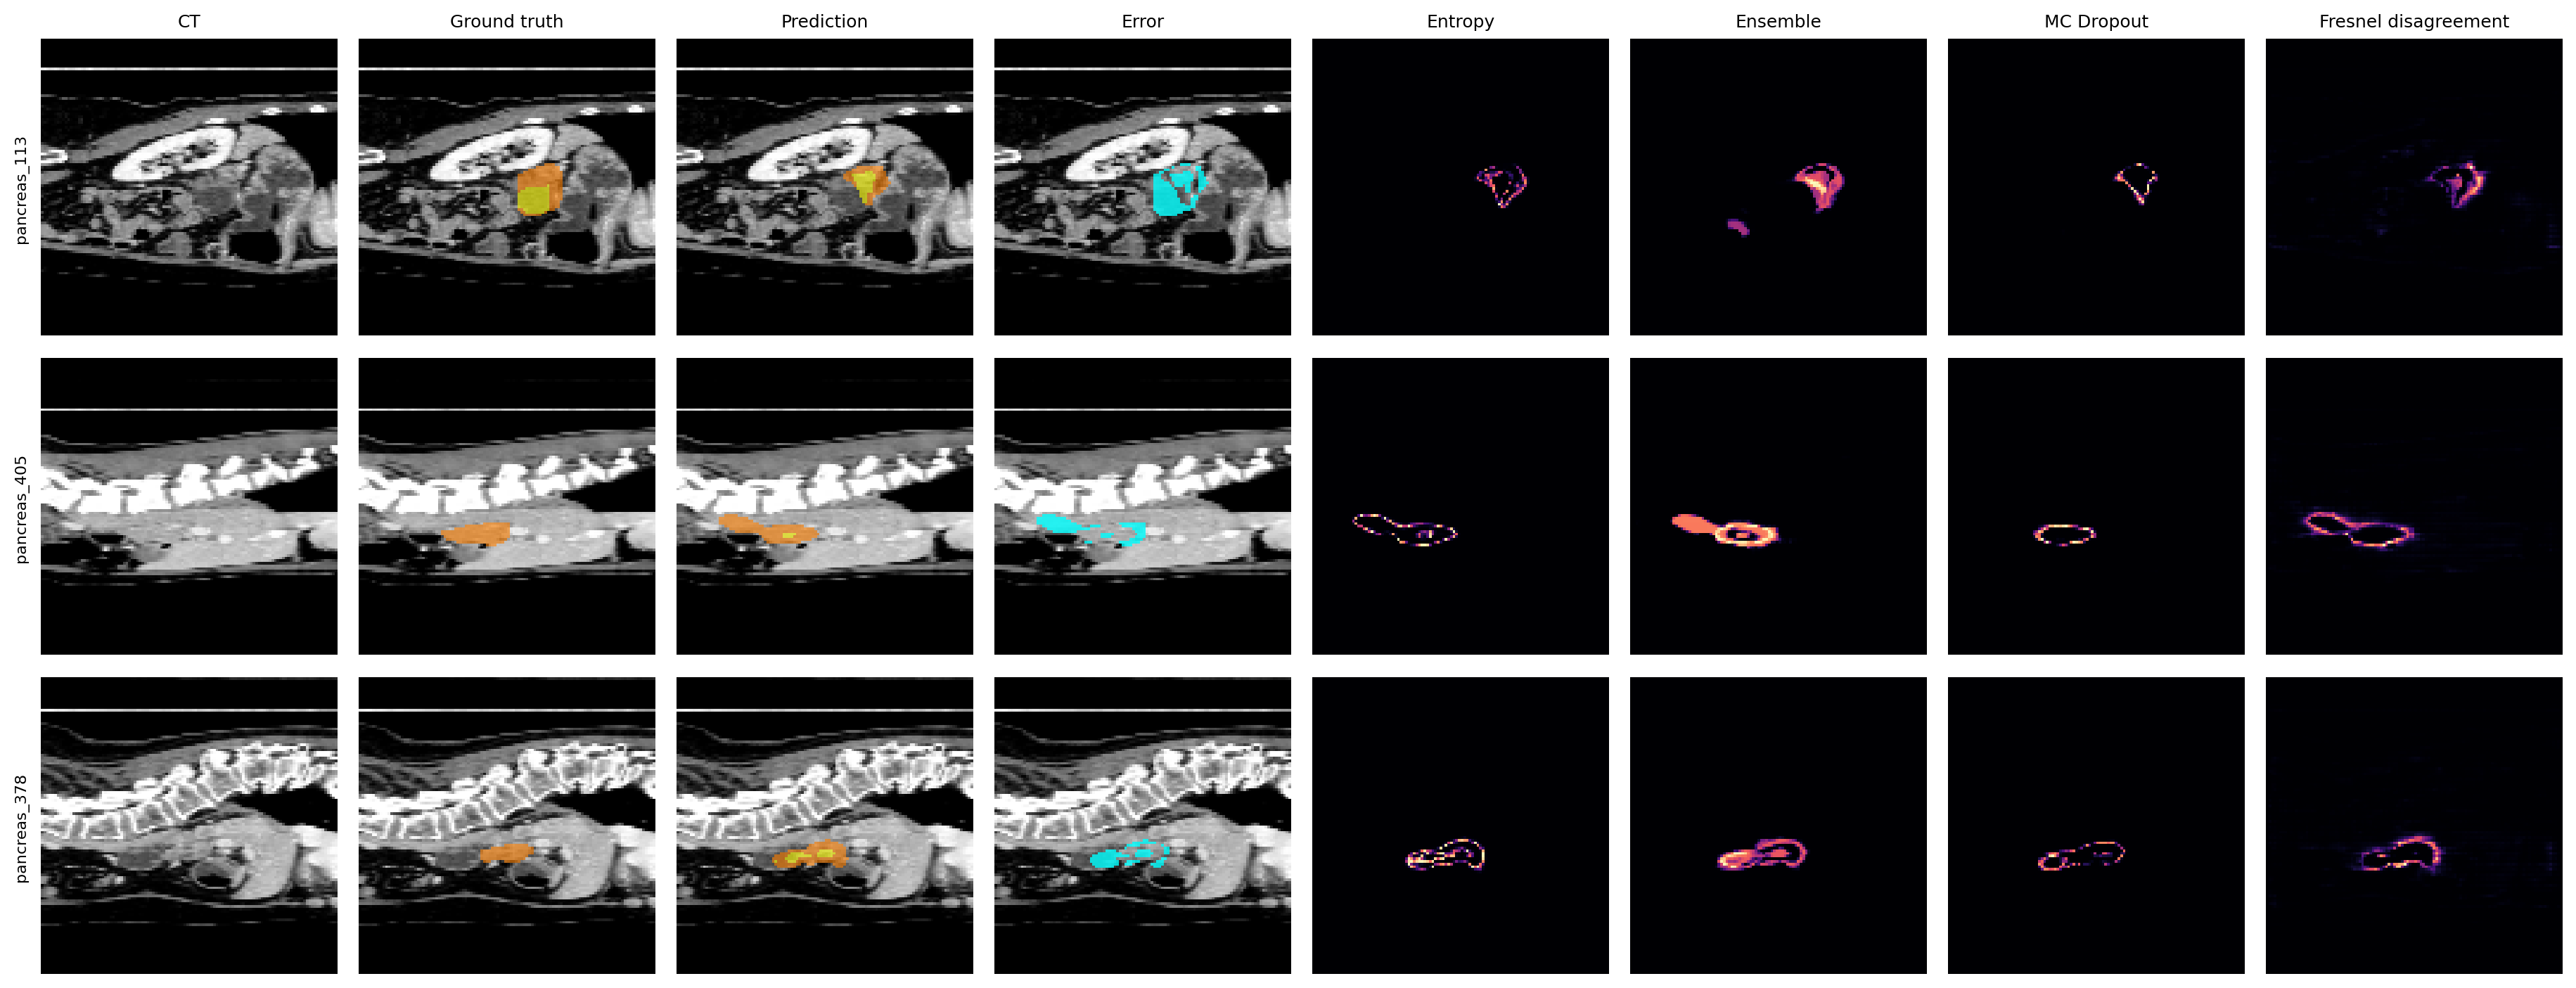 CT Ground truth Prediction Error Entropy Ensemble MC Dropout Fresnel disagreement
pancreas_113
pancreas_405
pancreas_378